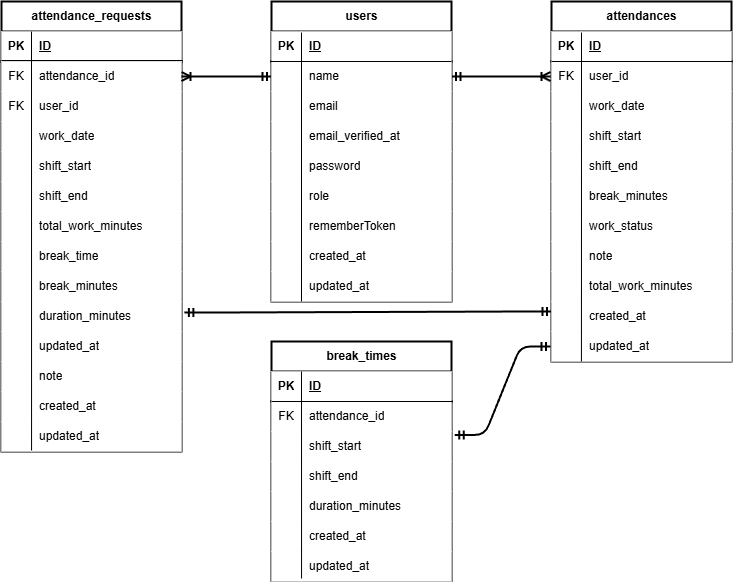 attendance_requests
PK ID
FK attendance_id
FK user_id
work_date
shift_start
shift_end
total_work_minutes
break_time
break_minutes
duration_minutes
updated_at
note
created_at
updated_at
users
PK ID
name
email
email_verified_at
password
role
rememberToken
created_at
updated_at
attendances
PK ID
FK user_id
work_date
shift_start
shift_end
break_minutes
work_status
note
total_work_minutes
created_at
updated_at
break_times
PK ID
FK attendance_id
shift_start
shift_end
duration_minutes
created_at
updated_at